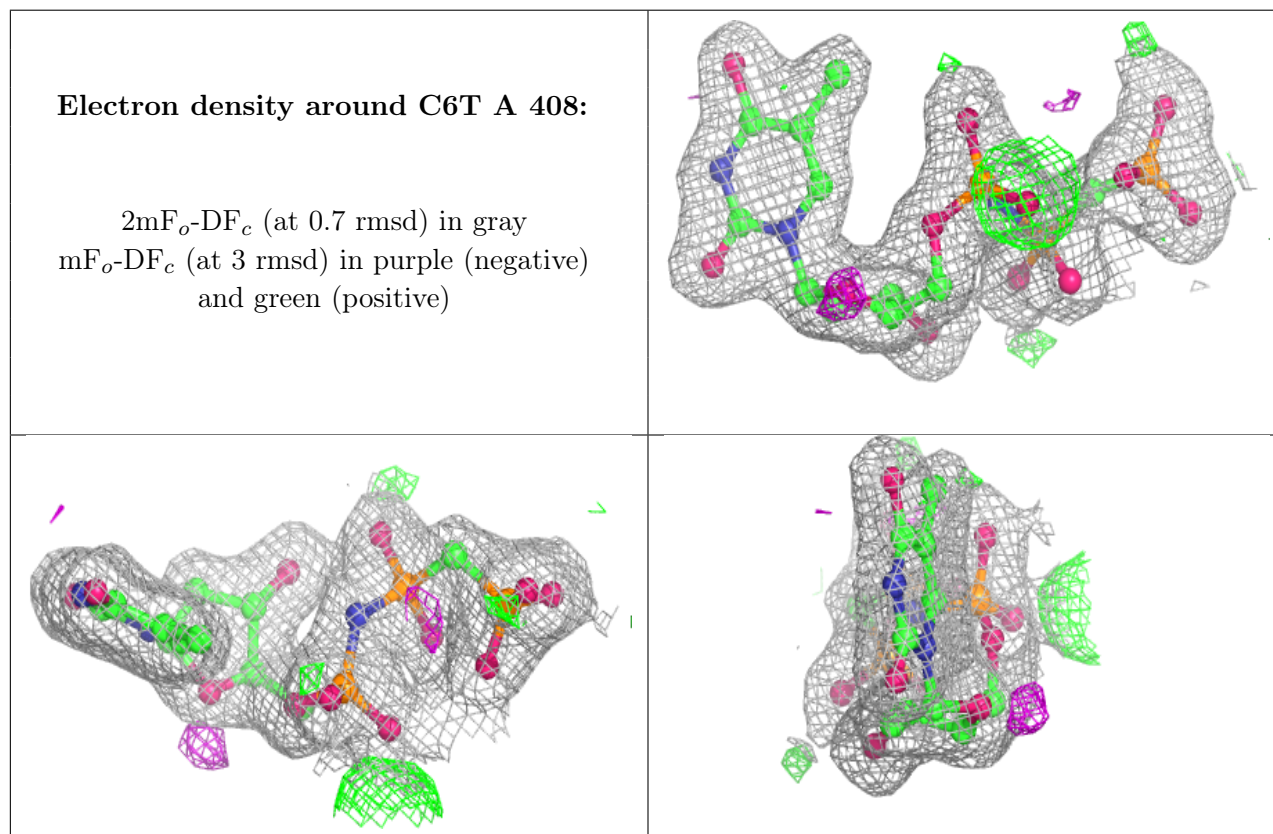 Electron density around C6T A 408:
2mFo-DFc (at 0.7 rmsd) in gray
mFo-DFc (at 3 rmsd) in purple (negative)
and green (positive)